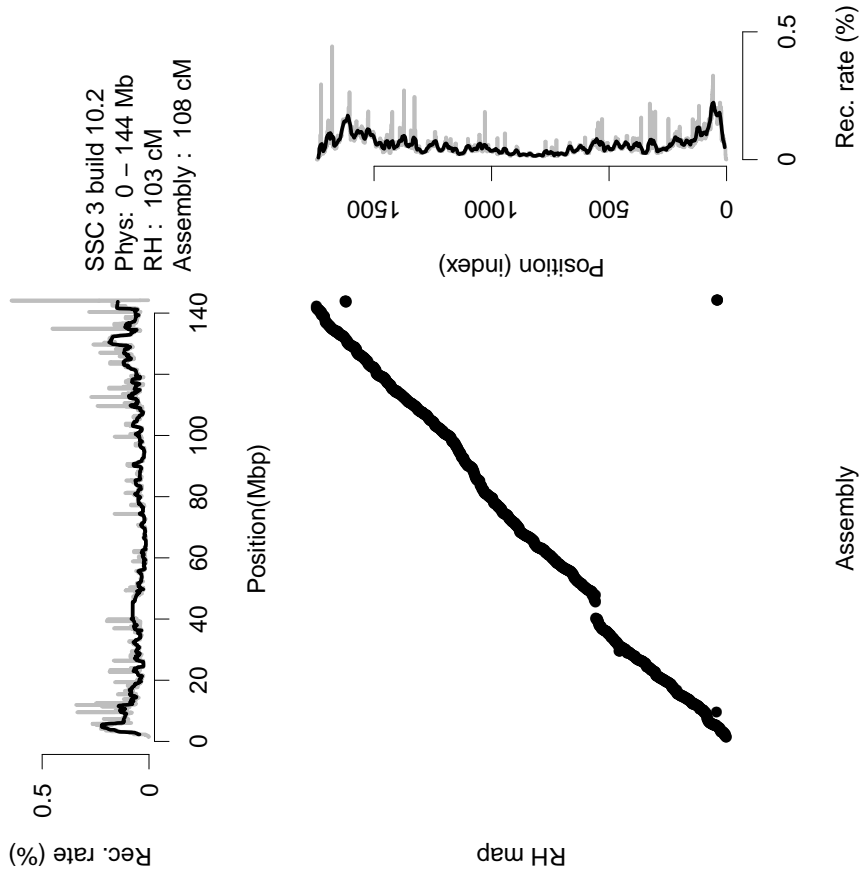 SSC 3 build 10.2
Phys: 0 – 144 Mb
RH : 103 cM
Assembly : 108 cM
Rec. rate (%)
0.5
0
0 20 40 60 80 100 140
Position(Mbp)
RH map
Assembly
Position (index)
0 500 1000 1500
0 0.5
Rec. rate (%)